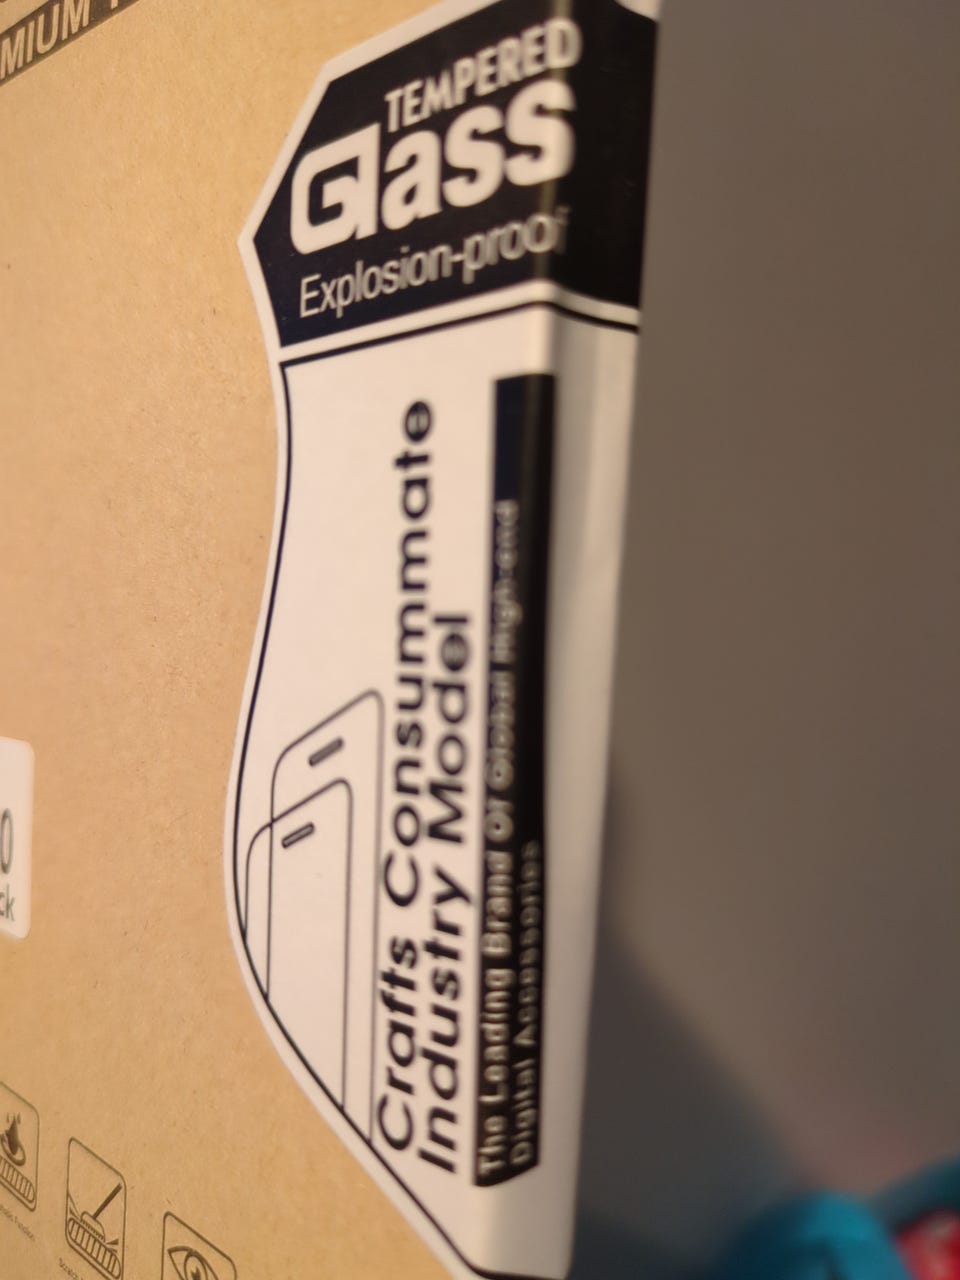 TEMPERED
Glass
Explosion-proof
Crafts Consummate
Industry Model
The Leading Brand Of Global High-end
Digital Accessories